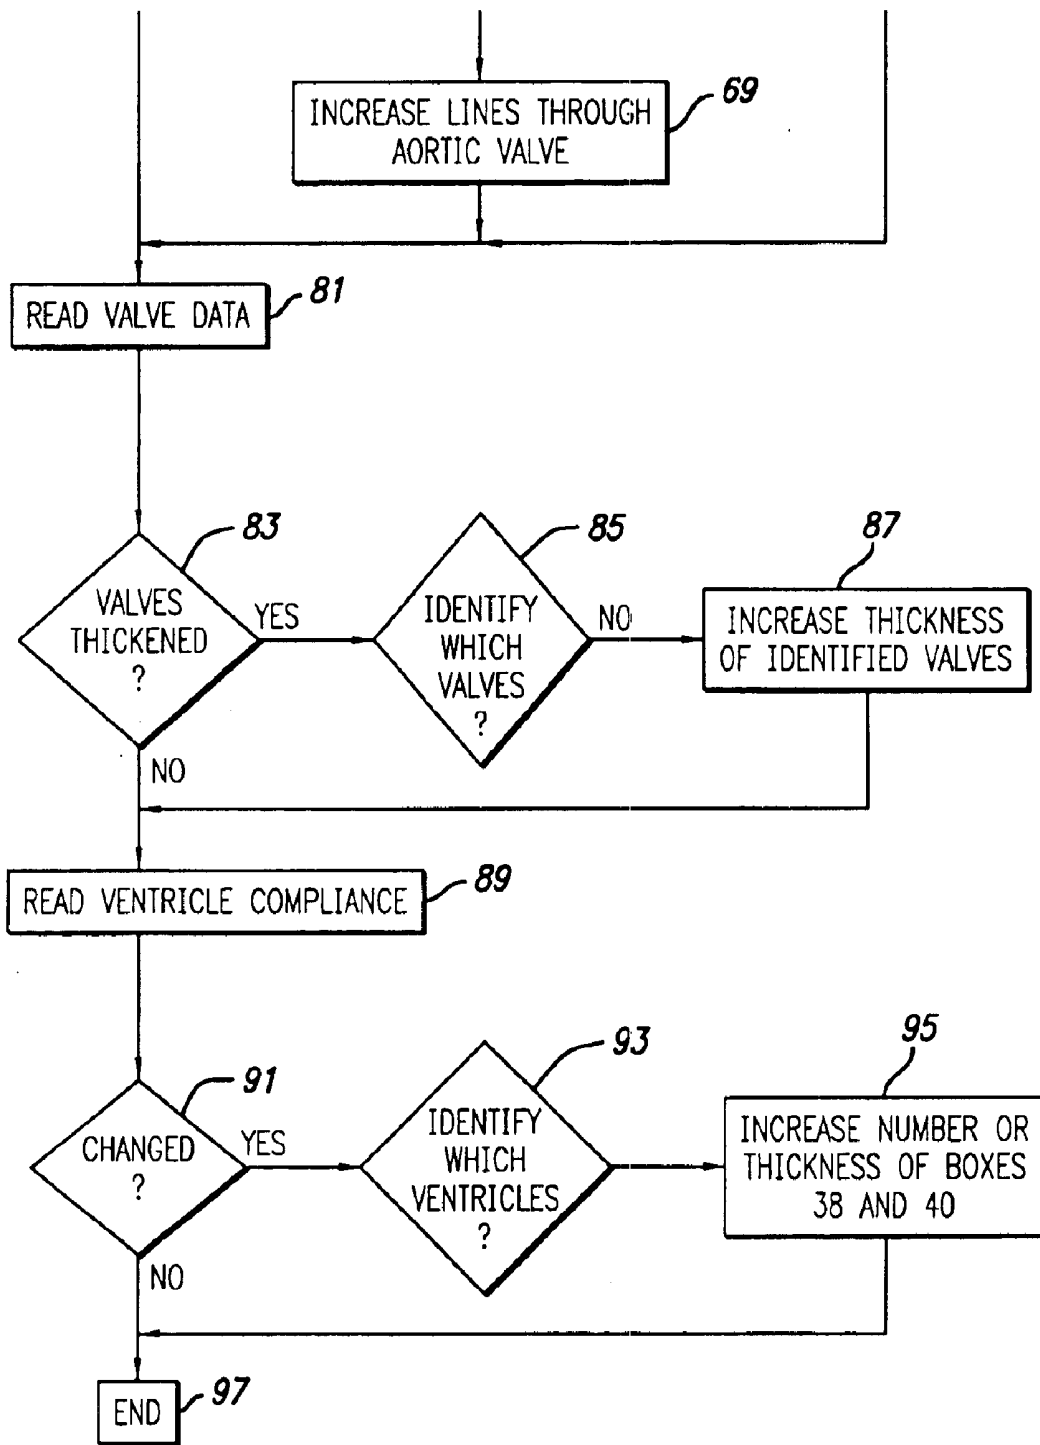 INCREASE LINES THROUGH
AORTIC VALVE
69
READ VALVE DATA
81
VALVES
THICKENED
?
83
YES
NO
IDENTIFY
WHICH
VALVES
?
85
NO
INCREASE THICKNESS
OF IDENTIFIED VALVES
87
READ VENTRICLE COMPLIANCE
89
CHANGED
?
91
YES
NO
IDENTIFY
WHICH
VENTRICLES
?
93
INCREASE NUMBER OR
THICKNESS OF BOXES
38 AND 40
95
END
97